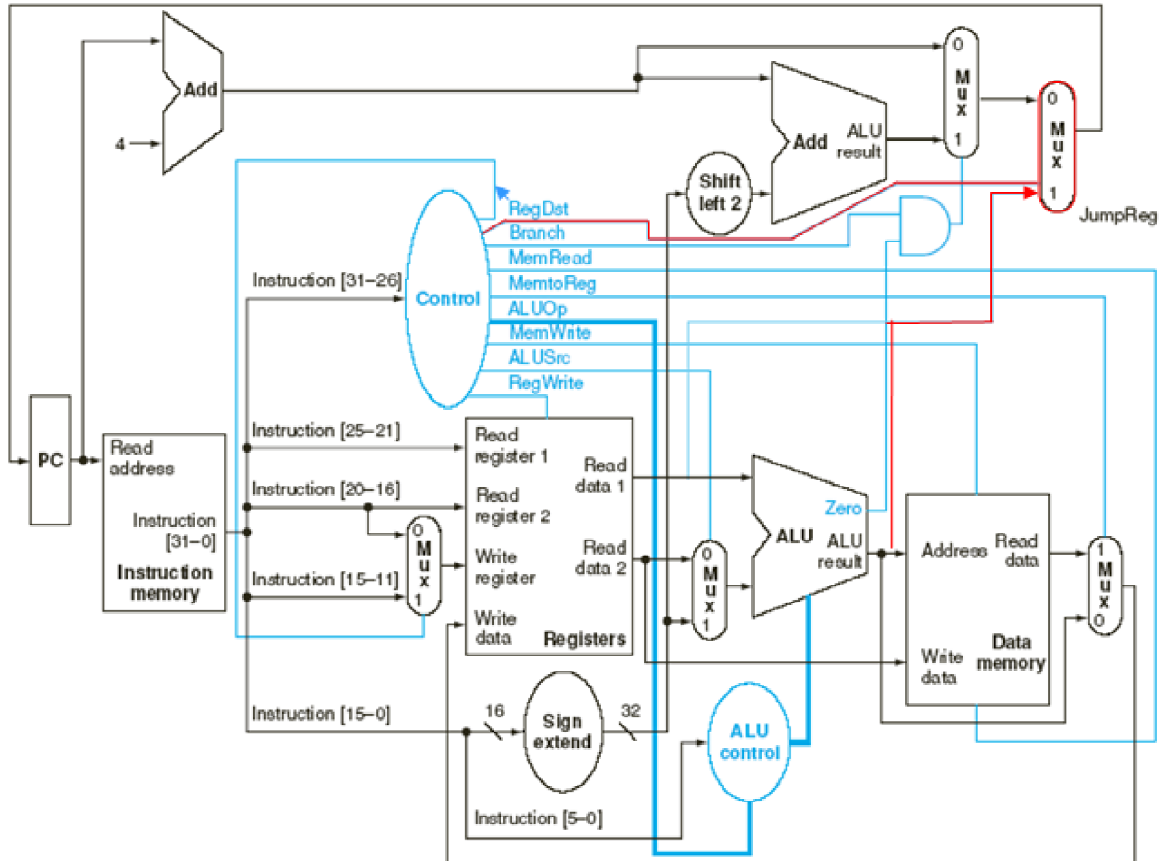 Add
4
0
Mux
1
Add
ALU
result
0
Mux
1
JumpReg
Shift
left 2
RegDst
Branch
MemRead
MemtoReg
ALUOp
MemWrite
ALUSrc
RegWrite
Instruction [31–26]
Control
PC
Read
address
Instruction
[31–0]
Instruction
memory
Instruction [25–21]
Instruction [20–16]
Instruction [15–11]
0
Mux
1
Read
register 1
Read
register 2
Write
register
Write
data
Read
data 1
Read
data 2
Registers
0
Mux
1
Zero
ALU
ALU
result
Address
Read
data
Write
data
Data
memory
1
Mux
0
Instruction [15–0]
16
Sign
extend
32
ALU
control
Instruction [5–0]